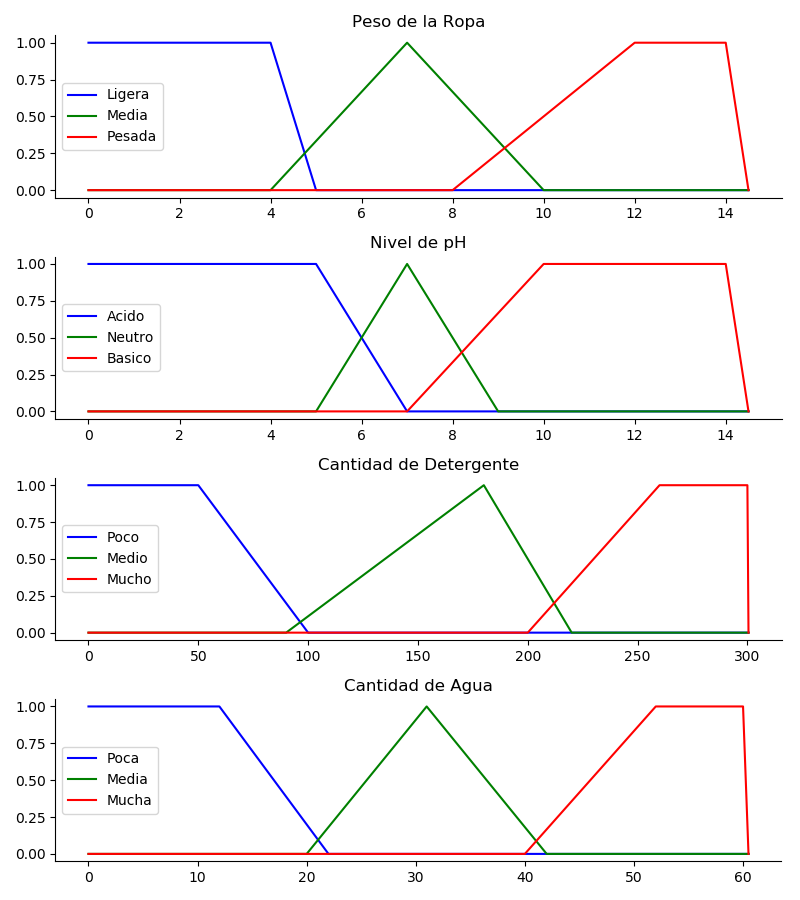 Peso de la Ropa
1.00
0.75
0.50
0.25
0.00
Ligera
Media
Pesada
0 2 4 6 8 10 12 14
Nivel de pH
1.00
0.75
0.50
0.25
0.00
Acido
Neutro
Basico
0 2 4 6 8 10 12 14
Cantidad de Detergente
1.00
0.75
0.50
0.25
0.00
Poco
Medio
Mucho
0 50 100 150 200 250 300
Cantidad de Agua
1.00
0.75
0.50
0.25
0.00
Poca
Media
Mucha
0 10 20 30 40 50 60